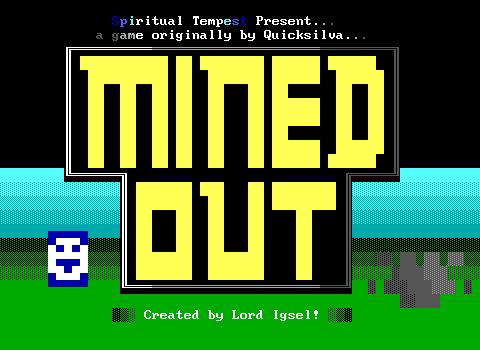 Spiritual Tempest Present...
a game originally by Quicksilva...
MINED
OUT
Created by Lord Igsel!